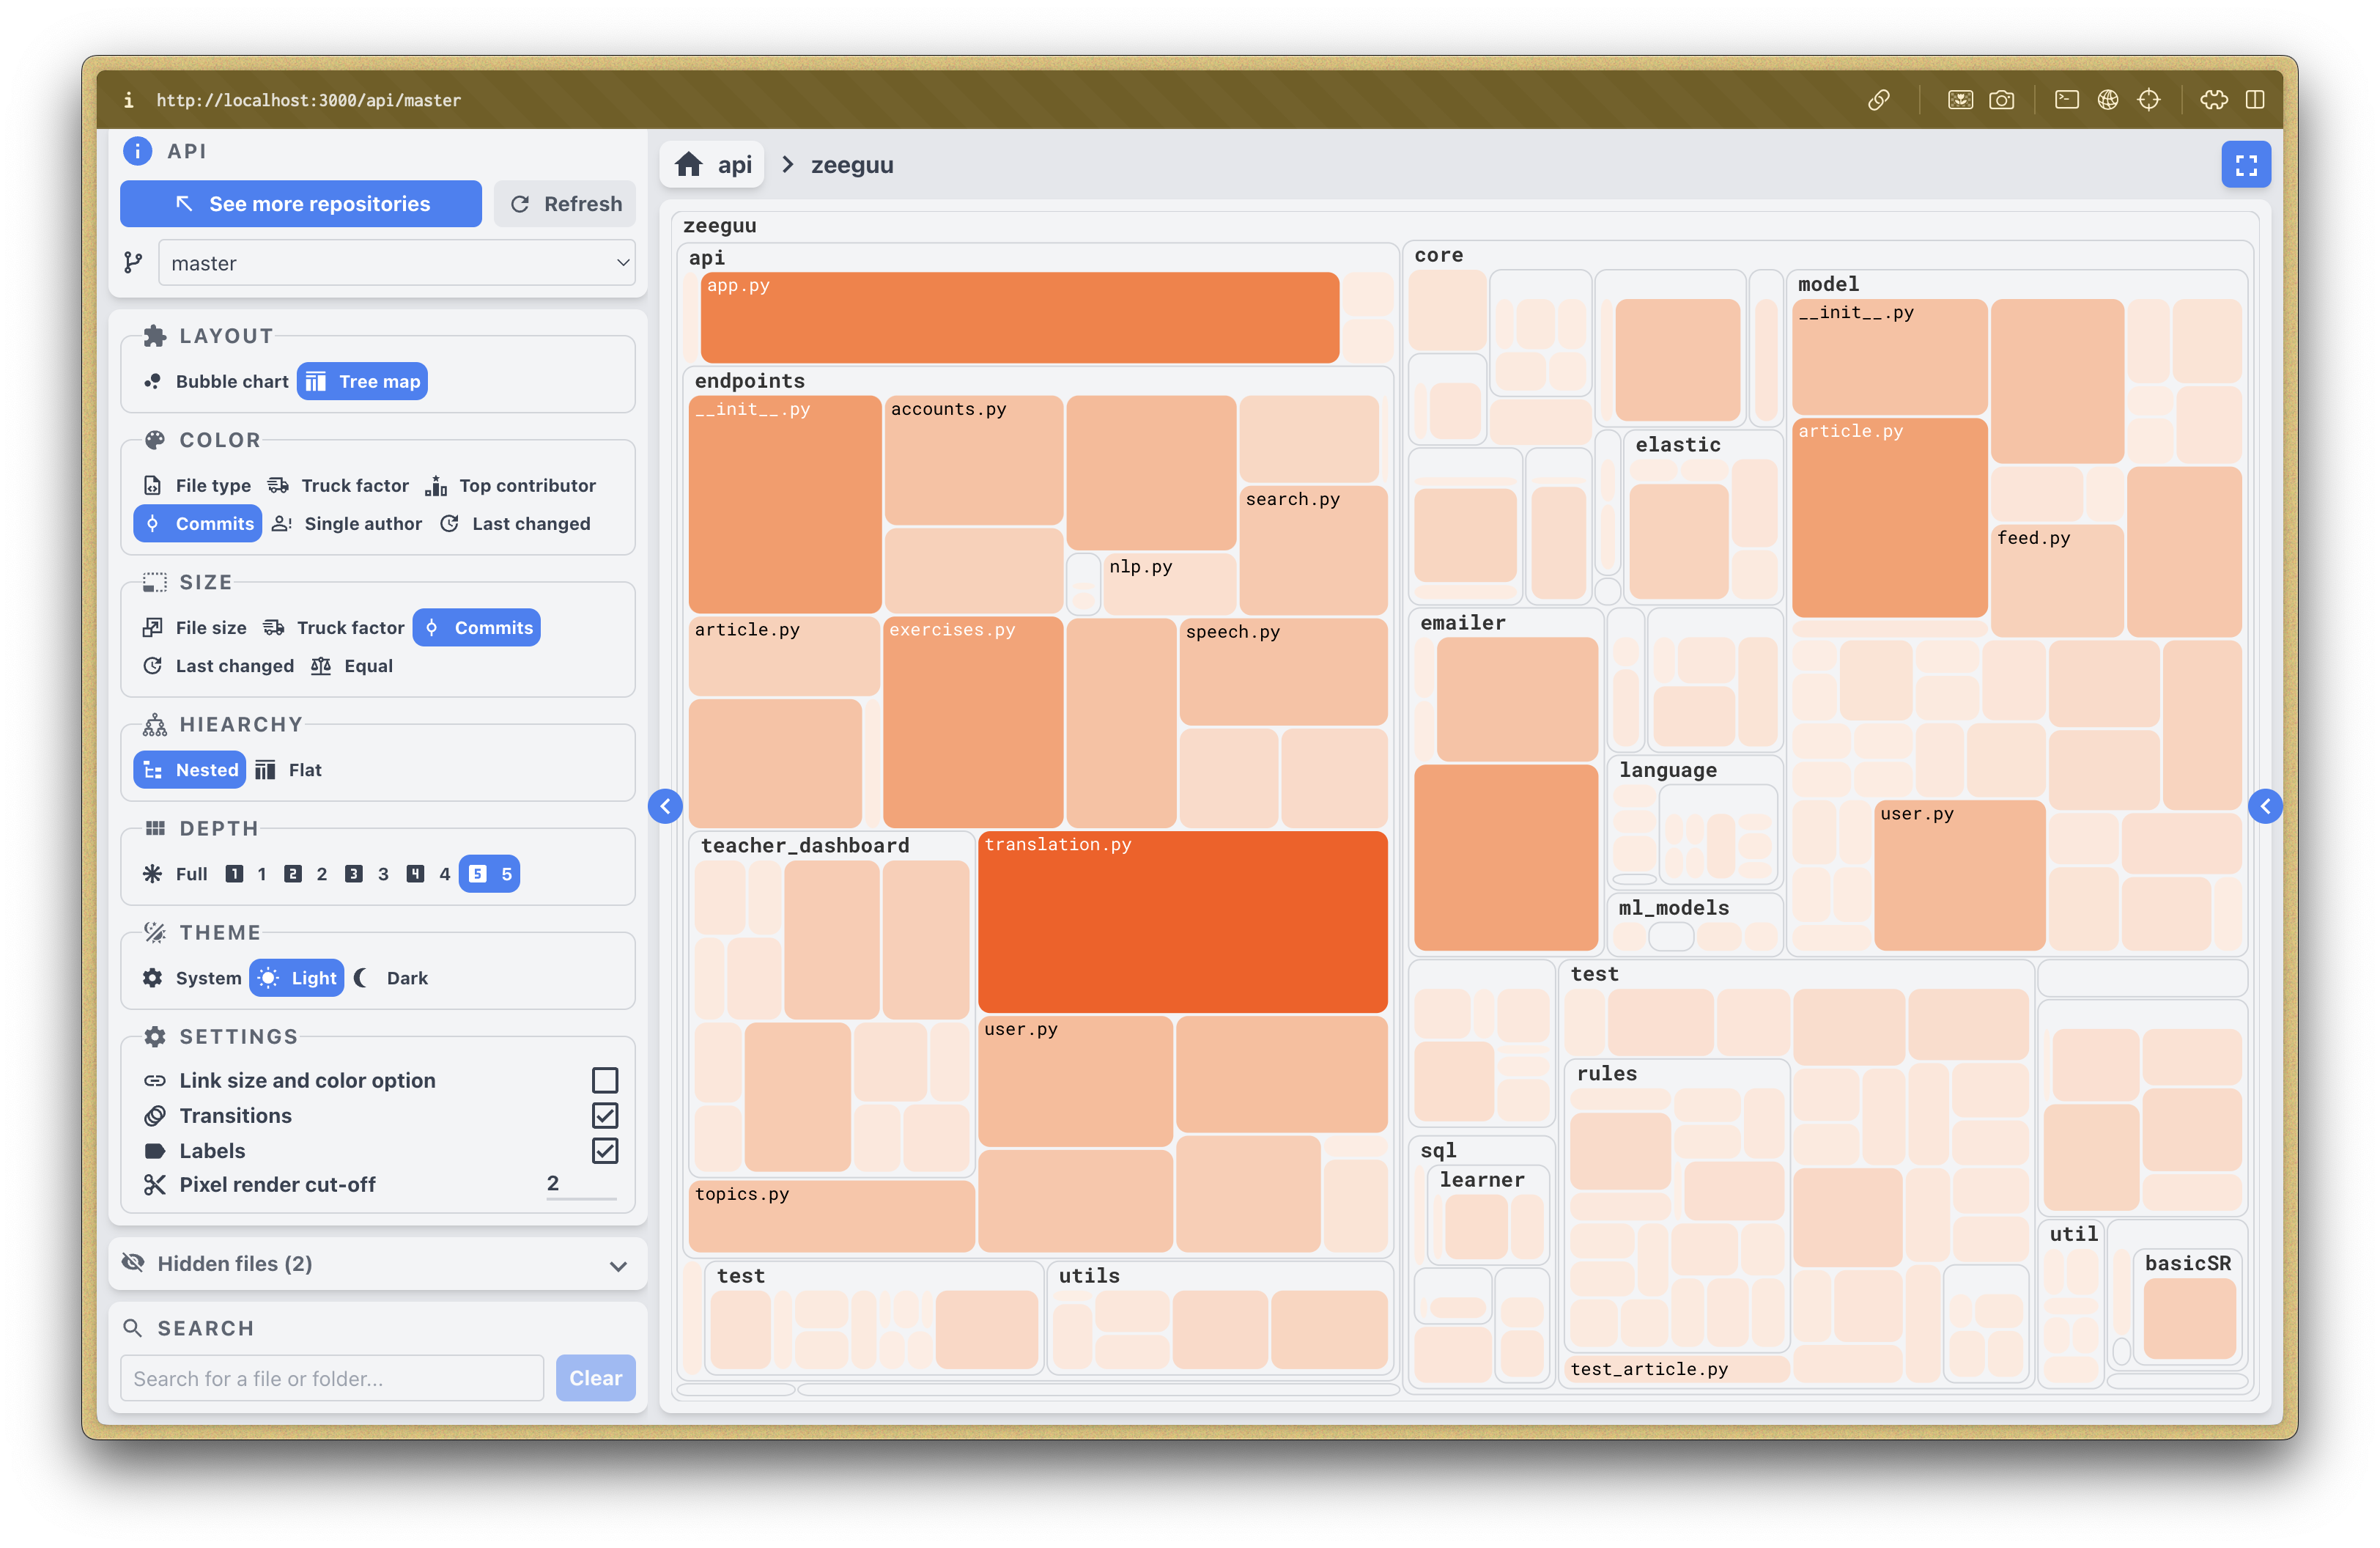 http://localhost:3000/api/master
API
See more repositories
Refresh
master
LAYOUT
Bubble chart
Tree map
COLOR
File type
Truck factor
Top contributor
Commits
Single author
Last changed
SIZE
File size
Truck factor
Commits
Last changed
Equal
HIEARCHY
Nested
Flat
DEPTH
Full
1 1
2 2
3 3
4 4
5 5
THEME
System
Light
Dark
SETTINGS
Link size and color option
Transitions
Labels
Pixel render cut-off
2
Hidden files (2)
SEARCH
Search for a file or folder...
Clear
api
zeeguu
zeeguu
api
app.py
endpoints
__init__.py
accounts.py
search.py
nlp.py
article.py
exercises.py
speech.py
teacher_dashboard
translation.py
user.py
topics.py
test
utils
core
model
__init__.py
article.py
elastic
feed.py
emailer
language
user.py
ml_models
test
rules
sql
learner
test_article.py
util
basicSR